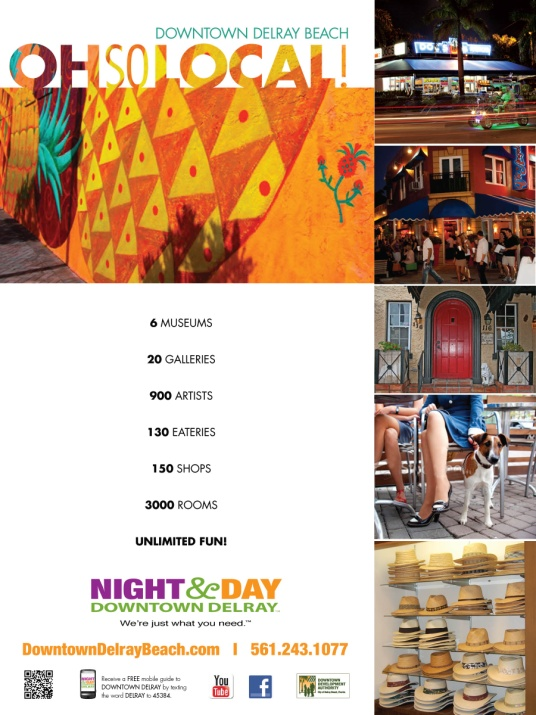 DOWNTOWN DELRAY BEACH
OH SO LOCAL!
6 MUSEUMS
20 GALLERIES
900 ARTISTS
130 EATERIES
150 SHOPS
3000 ROOMS
UNLIMITED FUN!
NIGHT & DAY
DOWNTOWN DELRAY
We're just what you need.™
DowntownDelrayBeach.com | 561.243.1077
NIGHT & DAY
Receive a FREE mobile guide to
DOWNTOWN DELRAY by texting
the word DELRAY to 45384.
You
Tube
f
DOWNTOWN
DEVELOPMENT
AUTHORITY